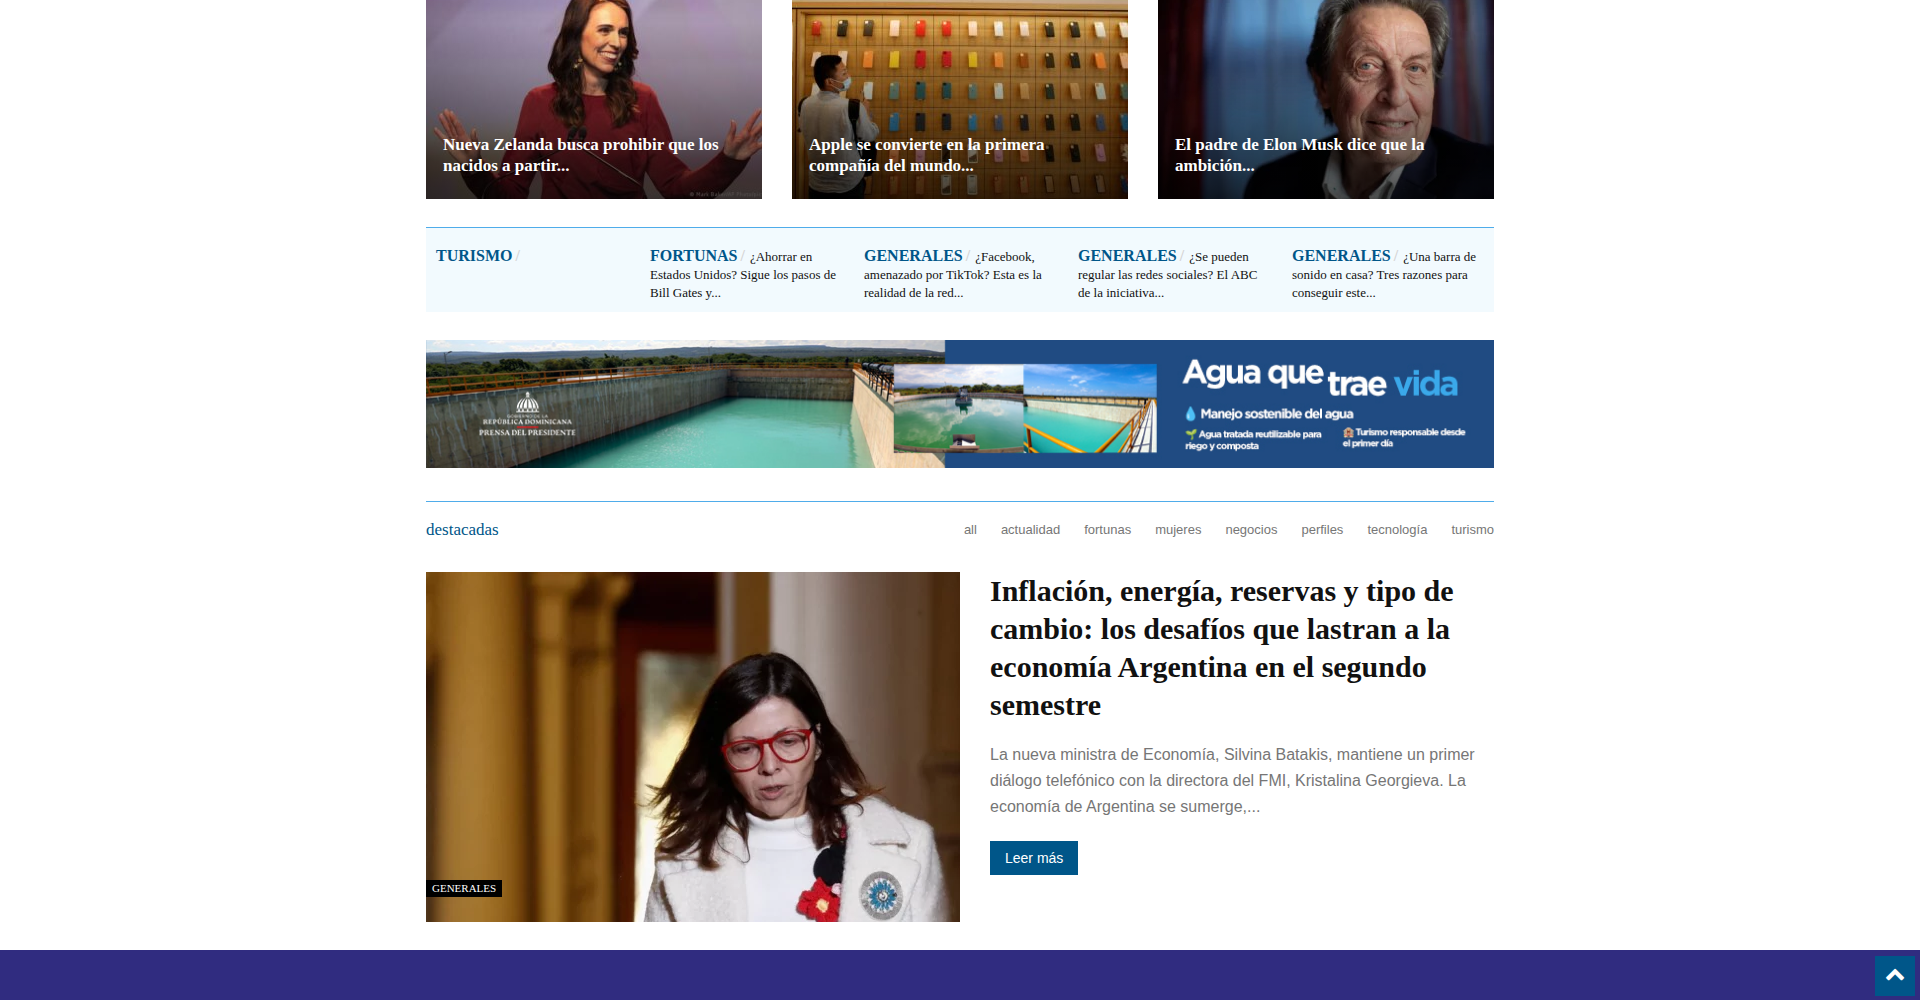 Nueva Zelanda busca prohibir que los
nacidos a partir...
Apple se convierte en la primera
compañía del mundo...
El padre de Elon Musk dice que la
ambición...
TURISMO /
FORTUNAS / ¿Ahorrar en
Estados Unidos? Sigue los pasos de
Bill Gates y...
GENERALES / ¿Facebook,
amenazado por TikTok? Esta es la
realidad de la red...
GENERALES / ¿Se pueden
regular las redes sociales? El ABC
de la iniciativa...
GENERALES / ¿Una barra de
sonido en casa? Tres razones para
conseguir este...
GOBIERNO DE LA
REPÚBLICA DOMINICANA
PRENSA DEL PRESIDENTE
Agua que trae vida
Manejo sostenible del agua
Agua tratada reutilizable para
riego y composta
Turismo responsable desde
el primer día
destacadas
all actualidad fortunas mujeres negocios perfiles tecnología turismo
GENERALES
Inflación, energía, reservas y tipo de
cambio: los desafíos que lastran a la
economía Argentina en el segundo
semestre
La nueva ministra de Economía, Silvina Batakis, mantiene un primer
diálogo telefónico con la directora del FMI, Kristalina Georgieva. La
economía de Argentina se sumerge,...
Leer más